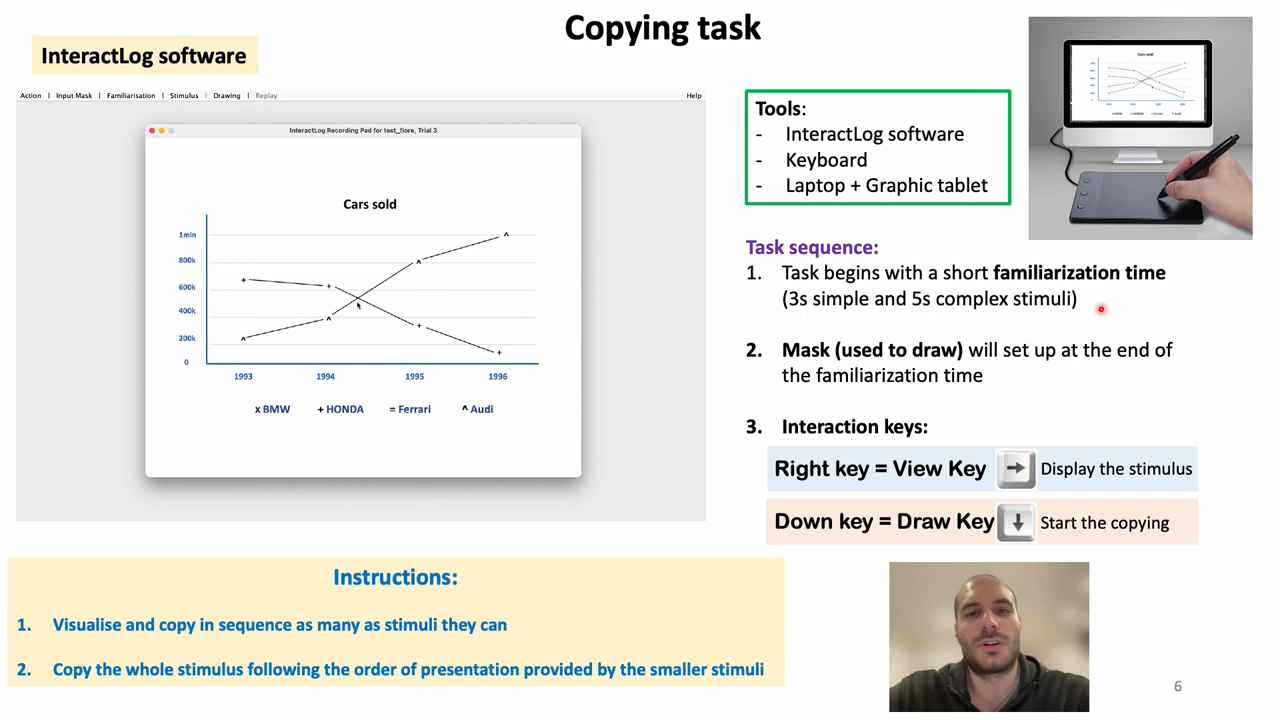 Copying task
InteractLog software
Action | Input Mask | Familiarisation | Stimulus | Drawing | Replay
Help
InteractLog Recording Pad for test_fiore, Trial 3
Cars sold
1mln
800k
600k
400k
200k
0
1993 1994 1995 1996
x BMW + HONDA = Ferrari ^ Audi
Tools:
- InteractLog software
- Keyboard
- Laptop + Graphic tablet
Cars sold
Task sequence:
1. Task begins with a short familiarization time
(3s simple and 5s complex stimuli)
2. Mask (used to draw) will set up at the end of
the familiarization time
3. Interaction keys:
Right key = View Key → Display the stimulus
Down key = Draw Key ↓ Start the copying
Instructions:
1. Visualise and copy in sequence as many as stimuli they can
2. Copy the whole stimulus following the order of presentation provided by the smaller stimuli
6